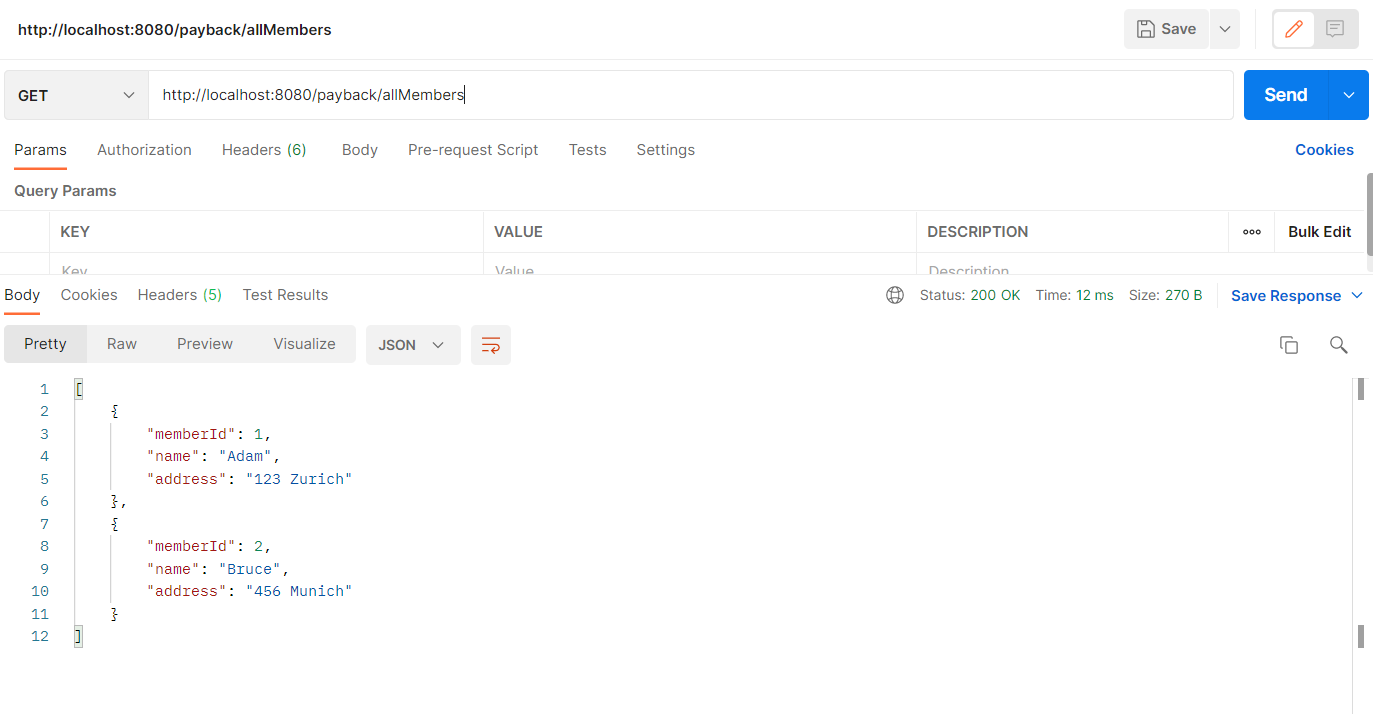 http://localhost:8080/payback/allMembers Save
GET http://localhost:8080/payback/allMembers Send
Params Authorization Headers (6) Body Pre-request Script Tests Settings Cookies
Query Params
KEY VALUE DESCRIPTION ooo Bulk Edit
Key Value Description
Body Cookies Headers (5) Test Results Status: 200 OK Time: 12 ms Size: 270 B Save Response
Pretty Raw Preview Visualize JSON
1 [
2 {
3 "memberId": 1,
4 "name": "Adam",
5 "address": "123 Zurich"
6 },
7 {
8 "memberId": 2,
9 "name": "Bruce",
10 "address": "456 Munich"
11 }
12 ]